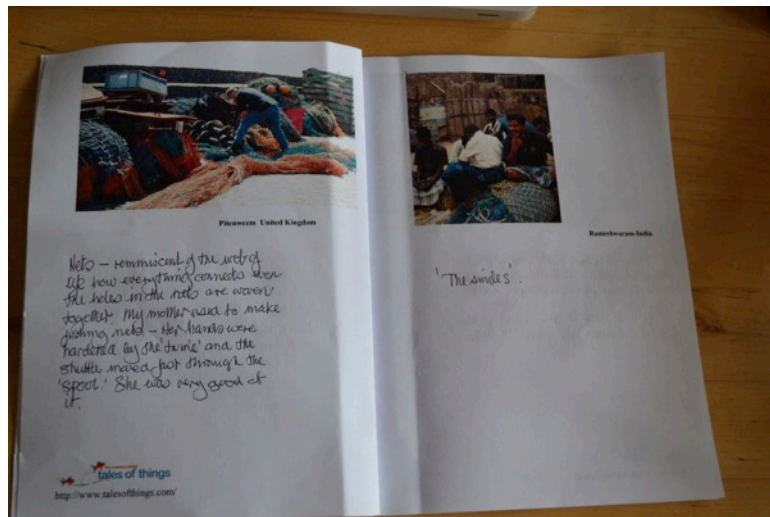 Pittenweem United Kingdom
Nets – reminiscent of the web of
life how everything connects even
the holes in the nets are woven
together. My mother used to make
fishing nets – Her hands were
hardened by the 'twine' and the
shuttle moved fast through the
'spool.' She was very good at
it.
tales of things
http://www.talesofthings.com/
Rameshwaram-India
'The smiles'.